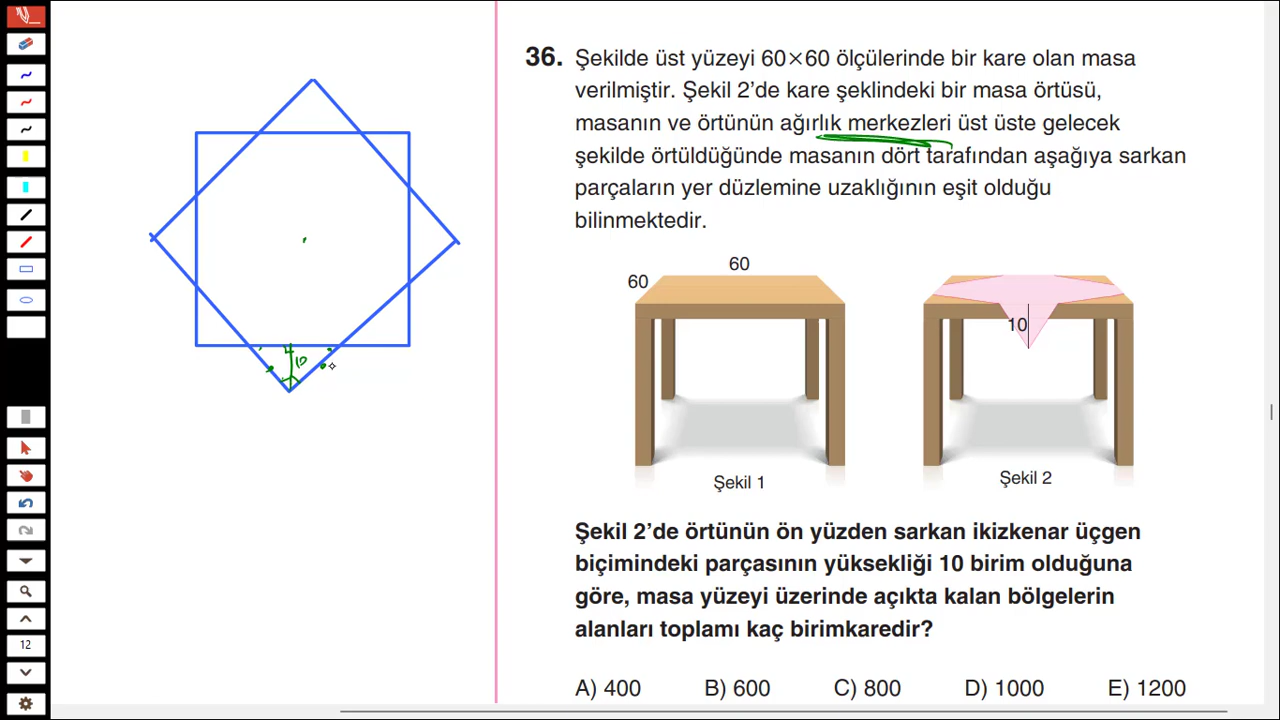 36. Şekilde üst yüzeyi 60×60 ölçülerinde bir kare olan masa
verilmiştir. Şekil 2’de kare şeklindeki bir masa örtüsü,
masanın ve örtünün ağırlık merkezleri üst üste gelecek
şekilde örtüldüğünde masanın dört tarafından aşağıya sarkan
parçaların yer düzlemine uzaklığının eşit olduğu
bilinmektedir.
60
60
10
10
Şekil 1
Şekil 2
Şekil 2’de örtünün ön yüzden sarkan ikizkenar üçgen
biçimindeki parçasının yüksekliği 10 birim olduğuna
göre, masa yüzeyi üzerinde açıkta kalan bölgelerin
alanları toplamı kaç birimkaredir?
A) 400 B) 600 C) 800 D) 1000 E) 1200
12